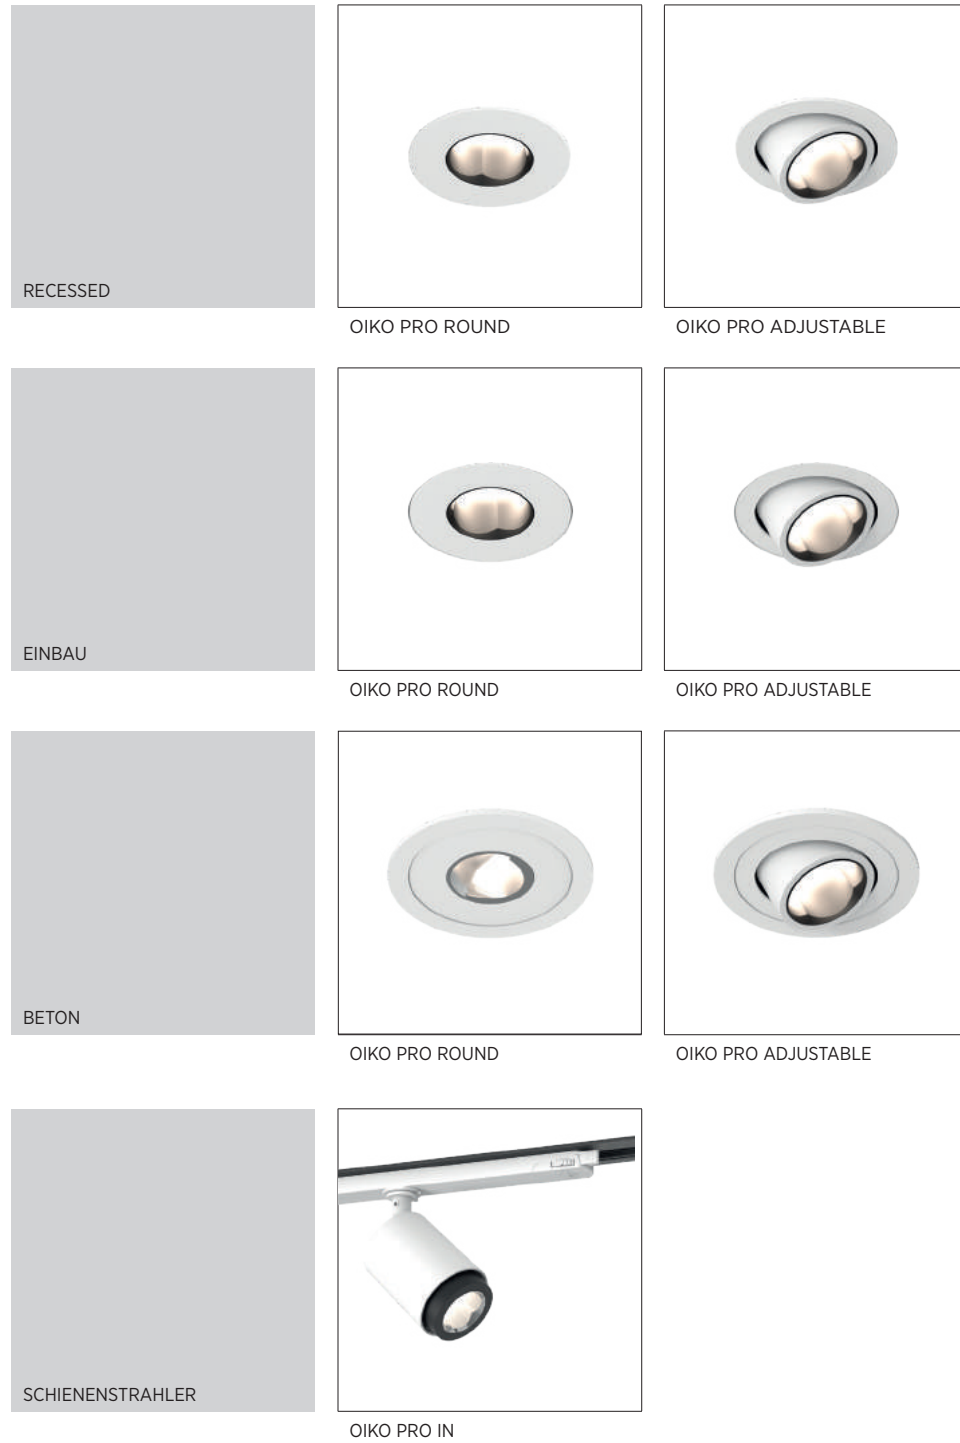 RECESSED
OIKO PRO ROUND
OIKO PRO ADJUSTABLE
EINBAU
OIKO PRO ROUND
OIKO PRO ADJUSTABLE
BETON
OIKO PRO ROUND
OIKO PRO ADJUSTABLE
SCHIENENSTRAHLER
OIKO PRO IN